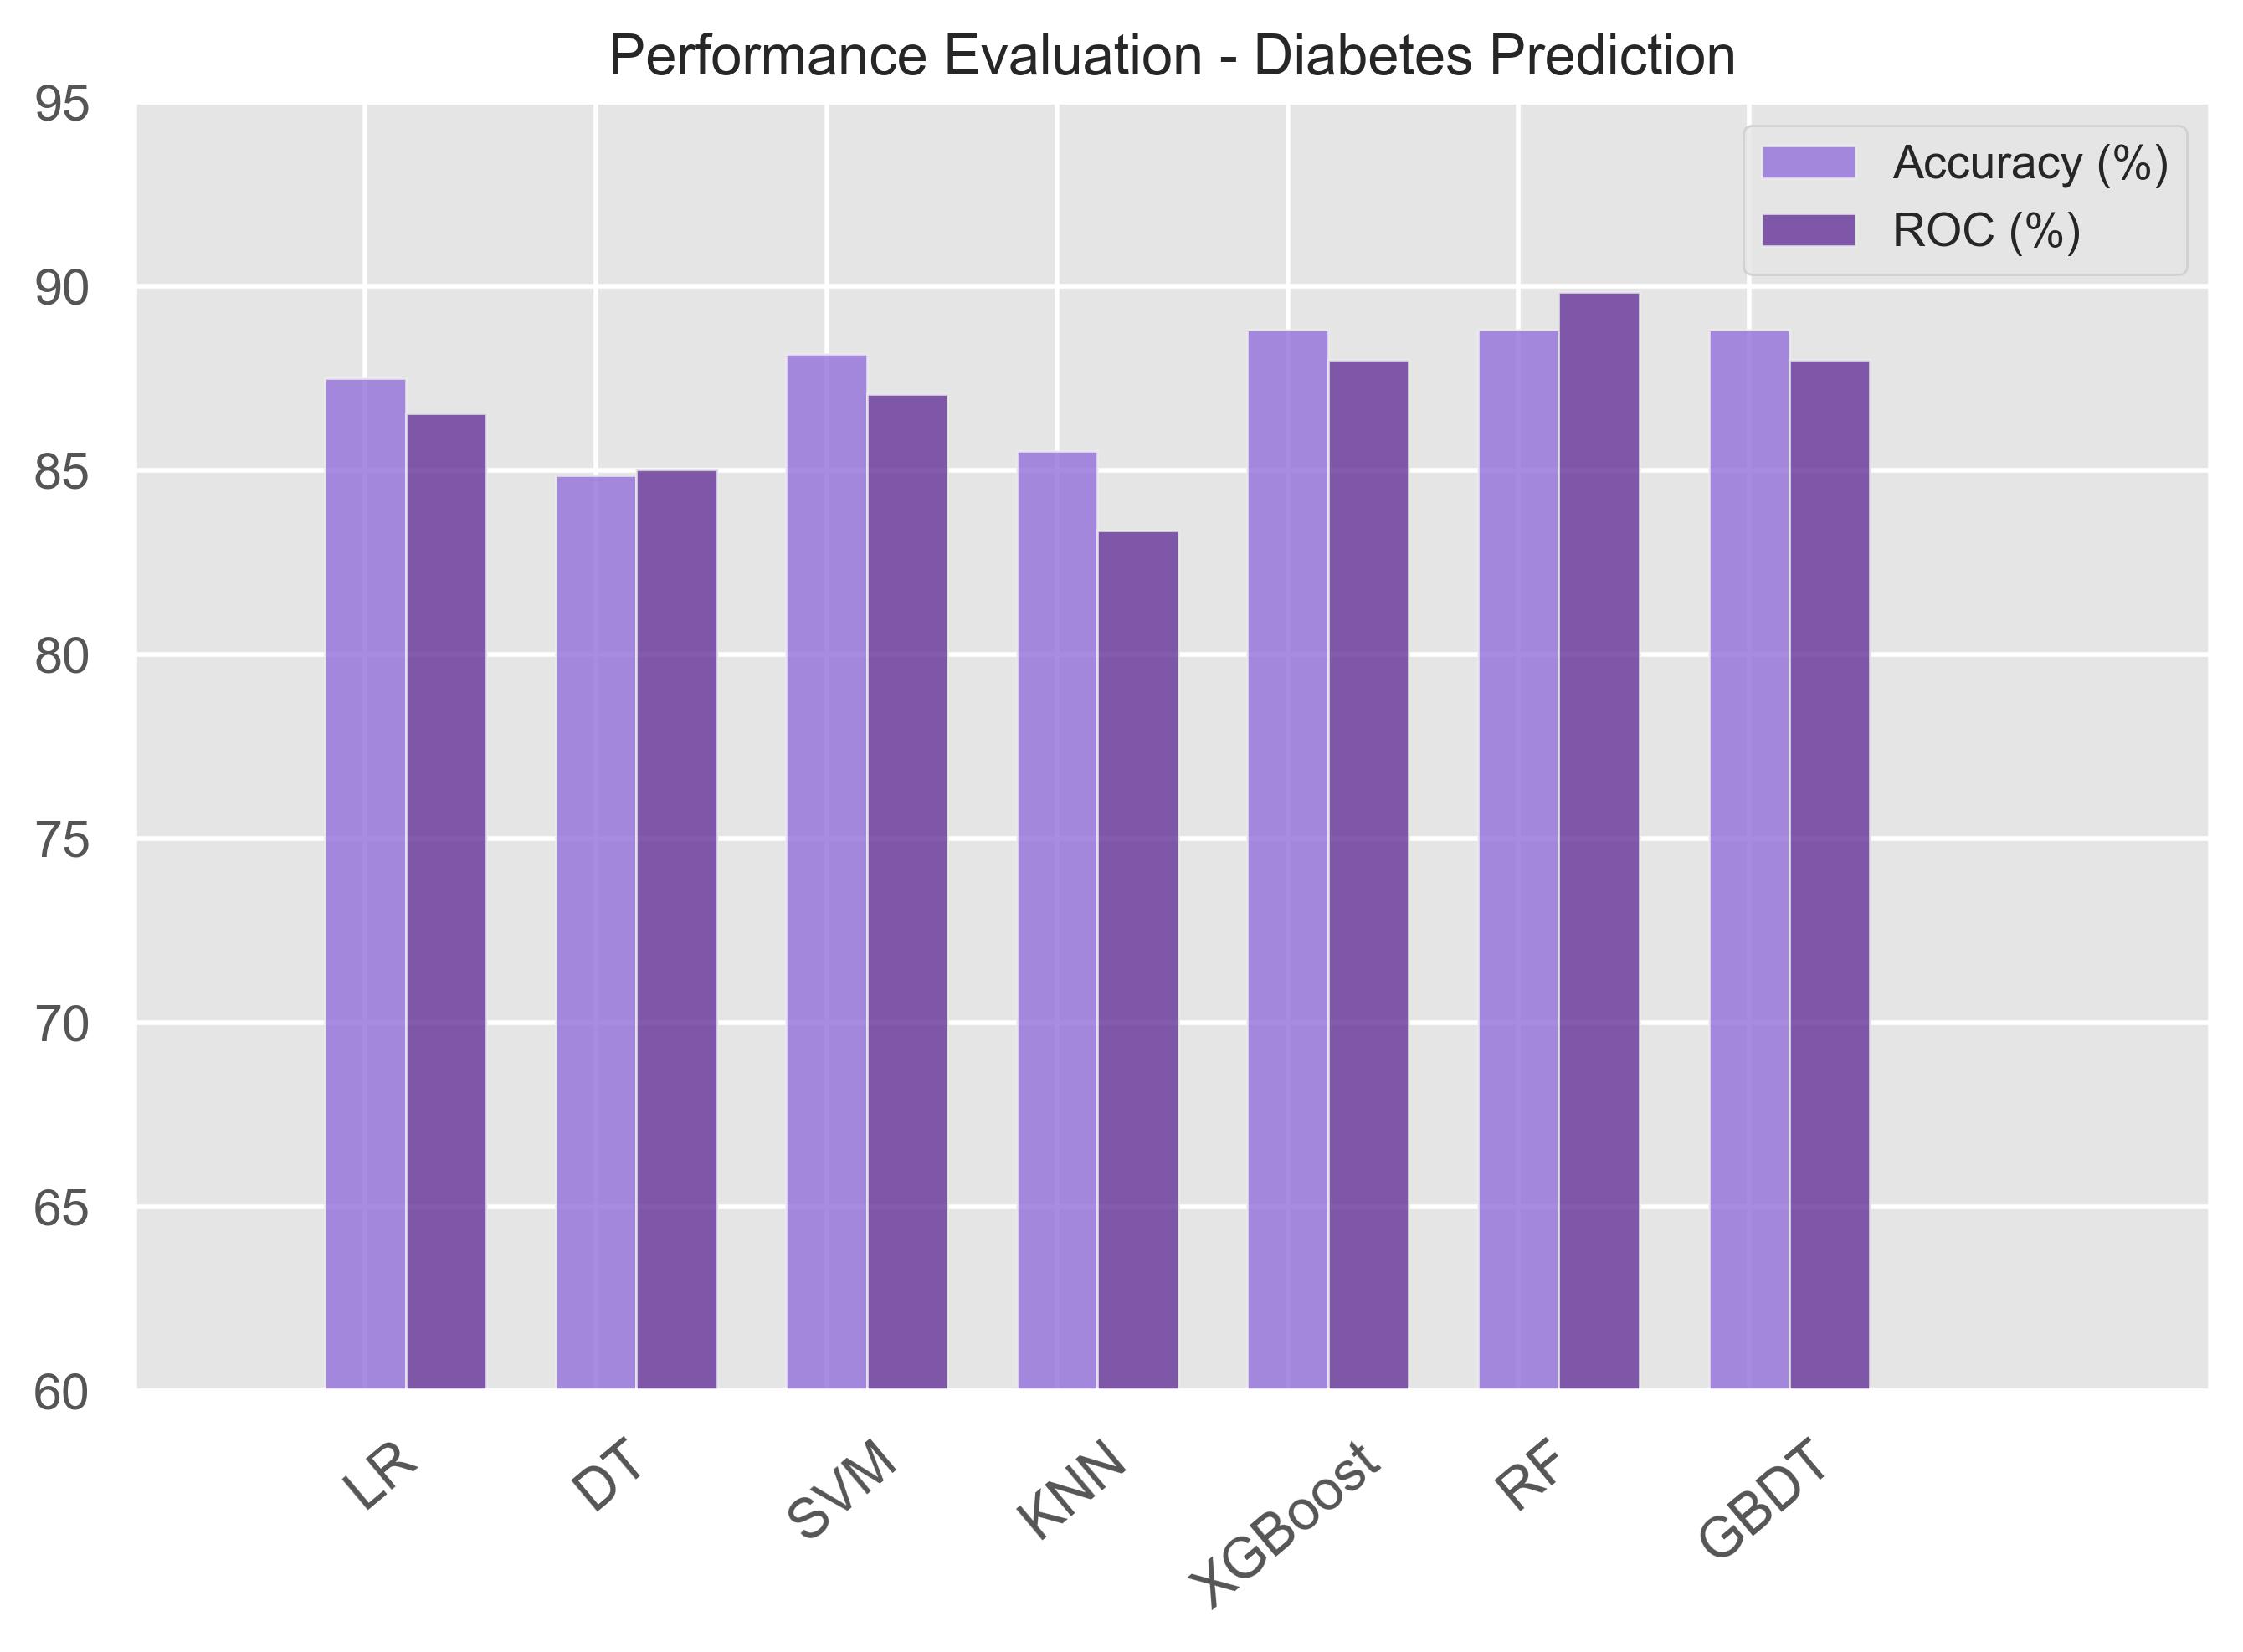 Performance Evaluation - Diabetes Prediction
95
90
85
80
75
70
65
60
Accuracy (%)
ROC (%)
LR
DT
SVM
KNN
XGBoost
RF
GBDT